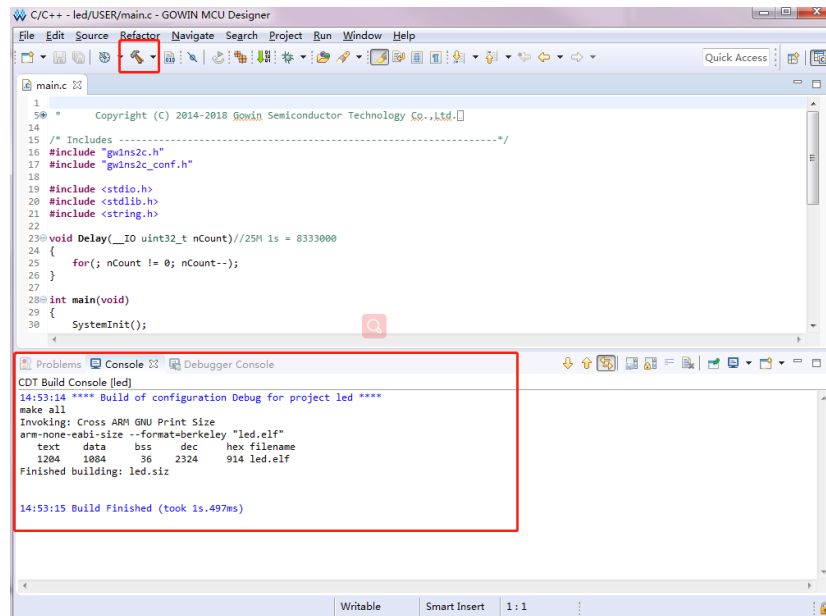 C/C++ - led/USER/main.c - GOWIN MCU Designer
File Edit Source Refactor Navigate Search Project Run Window Help
Quick Access
main.c
1
5 * Copyright (C) 2014-2018 Gowin Semiconductor Technology Co.,Ltd.
14
15 /* Includes ------------------------------------------------------------------*/
16 #include "gw1ns2c.h"
17 #include "gw1ns2c_conf.h"
18
19 #include <stdio.h>
20 #include <stdlib.h>
21 #include <string.h>
22
23 void Delay(__IO uint32_t nCount)//25M 1s = 8333000
24 {
25 for(; nCount != 0; nCount--);
26 }
27
28 int main(void)
29 {
30 SystemInit();
Problems Console Debugger Console
CDT Build Console [led]
14:53:14 **** Build of configuration Debug for project led ****
make all
Invoking: Cross ARM GNU Print Size
arm-none-eabi-size --format=berkeley "led.elf"
text data bss dec hex filename
1204 1084 36 2324 914 led.elf
Finished building: led.siz
14:53:15 Build Finished (took 1s.497ms)
Writable Smart Insert 1 : 1